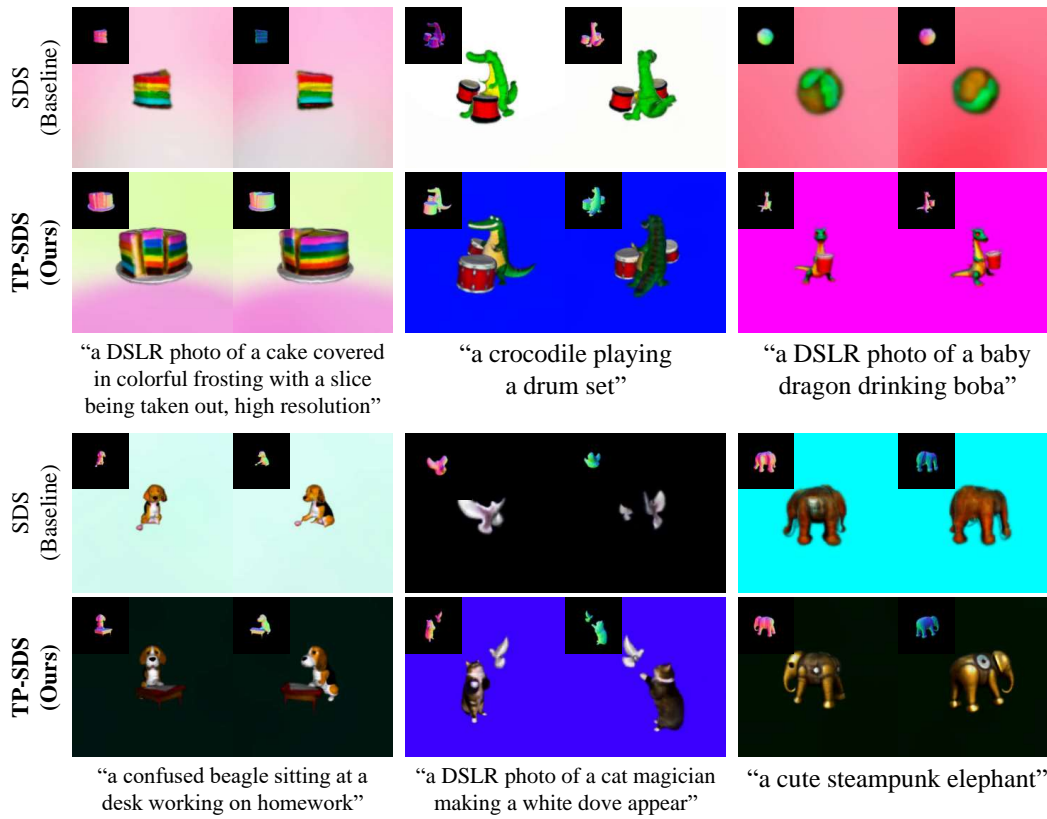 SDS
(Baseline)
TP-SDS
(Ours)
“a DSLR photo of a cake covered
in colorful frosting with a slice
being taken out, high resolution”
“a crocodile playing
a drum set”
“a DSLR photo of a baby
dragon drinking boba”
SDS
(Baseline)
TP-SDS
(Ours)
“a confused beagle sitting at a
desk working on homework”
“a DSLR photo of a cat magician
making a white dove appear”
“a cute steampunk elephant”